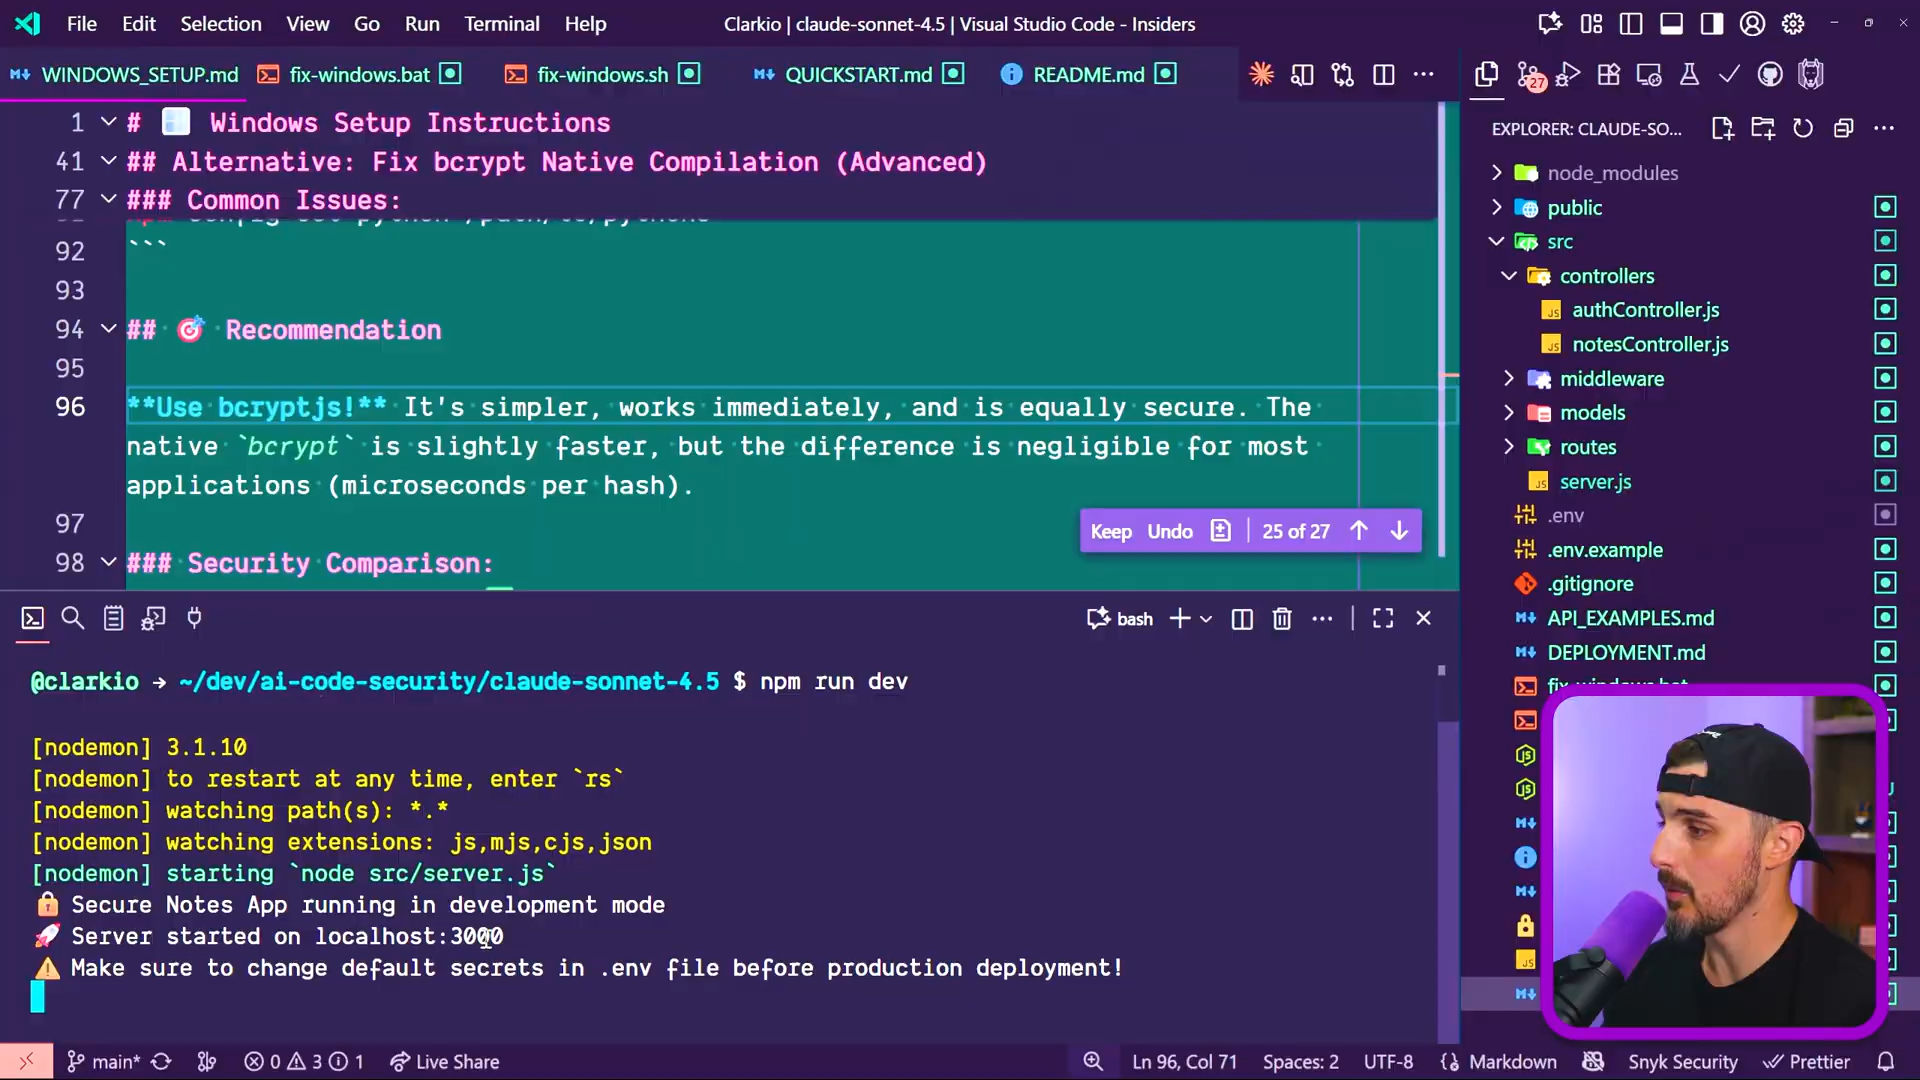 File Edit Selection View Go Run Terminal Help
Clarkio | claude-sonnet-4.5 | Visual Studio Code - Insiders
WINDOWS_SETUP.md
fix-windows.bat
fix-windows.sh
QUICKSTART.md
README.md
27
1 # Windows Setup Instructions
41 ## Alternative: Fix bcrypt Native Compilation (Advanced)
77 ### Common Issues:
92 ```
93
94 ## 🎯 Recommendation
95
96 **Use bcryptjs!** It's simpler, works immediately, and is equally secure. The
native `bcrypt` is slightly faster, but the difference is negligible for most
applications (microseconds per hash).
97
Keep Undo 25 of 27
98 ### Security Comparison:
bash
@clarkio → ~/dev/ai-code-security/claude-sonnet-4.5 $ npm run dev
[nodemon] 3.1.10
[nodemon] to restart at any time, enter `rs`
[nodemon] watching path(s): *.*
[nodemon] watching extensions: js,mjs,cjs,json
[nodemon] starting `node src/server.js`
🔒 Secure Notes App running in development mode
🚀 Server started on localhost:3000
⚠️ Make sure to change default secrets in .env file before production deployment!
EXPLORER: CLAUDE-SO...
node_modules
public
src
controllers
JS authController.js
JS notesController.js
middleware
models
routes
JS server.js
.env
.env.example
.gitignore
API_EXAMPLES.md
DEPLOYMENT.md
main* 0 3 1 Live Share
Ln 96, Col 71 Spaces: 2 UTF-8 Markdown Snyk Security Prettier